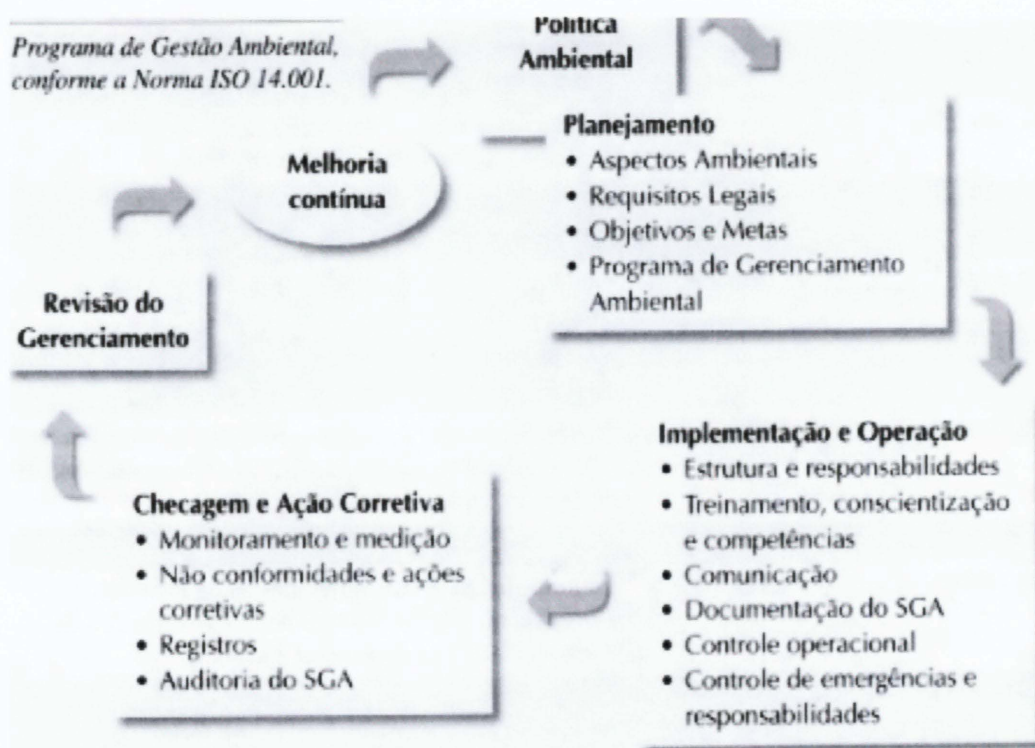 Programa de Gestão Ambiental,
conforme a Norma ISO 14.001.
Política
Ambiental
Melhoria
contínua
Planejamento
• Aspectos Ambientais
• Requisitos Legais
• Objetivos e Metas
• Programa de Gerenciamento
Ambiental
Revisão do
Gerenciamento
Implementação e Operação
• Estrutura e responsabilidades
• Treinamento, conscientização
e competências
• Comunicação
• Documentação do SGA
• Controle operacional
• Controle de emergências e
responsabilidades
Checagem e Ação Corretiva
• Monitoramento e medição
• Não conformidades e ações
corretivas
• Registros
• Auditoria do SGA